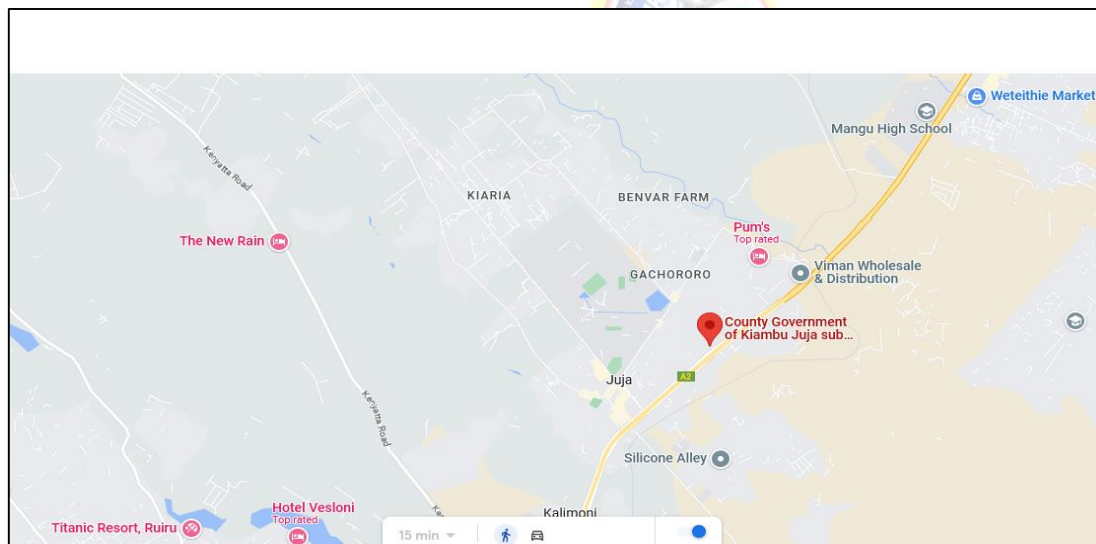 Weteithie Market
Mangu High School
Kenyatta Road
KIARIA
BENVAR FARM
Pum's
Top rated
The New Rain
Viman Wholesale
& Distribution
GACHORORO
County Government
of Kiambu Juja sub...
A2
Juja
Kenyatta Road
Silicone Alley
Hotel Vesloni
Top rated
Kalimoni
Titanic Resort, Ruiru
15 min